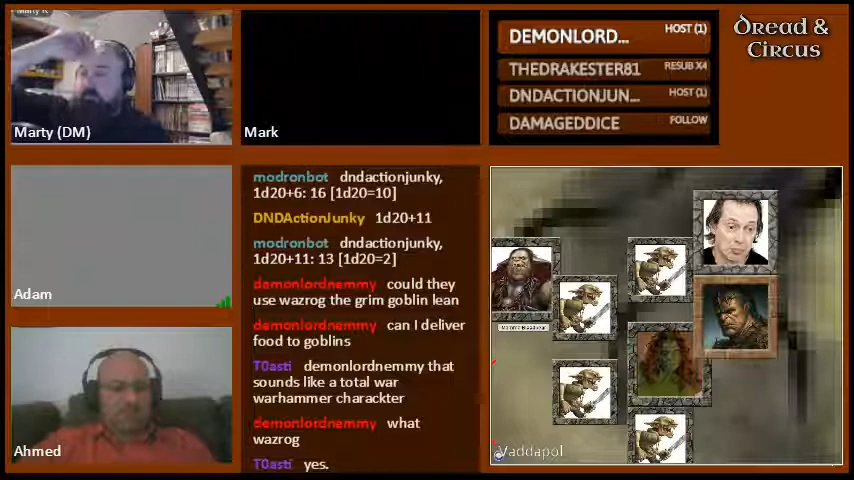 Marty K
Marty (DM)
Mark
DEMONLORD... HOST (1)
THEDRAKESTER81 RESUB X4
DNDACTIONJUN... HOST (1)
DAMAGEDDICE FOLLOW
Dread &
Circus
Adam
Ahmed
modronbot dndactionjunky,
1d20+6: 16 [1d20=10]
DNDActionJunky 1d20+11
modronbot dndactionjunky,
1d20+11: 13 [1d20=2]
demonlordnemmy could they
use wazrog the grim goblin lean
demonlordnemmy can I deliver
food to goblins
T0asti demonlordnemmy that
sounds like a total war
warhammer charackter
demonlordnemmy what
wazrog
T0asti yes.
Vaddapol